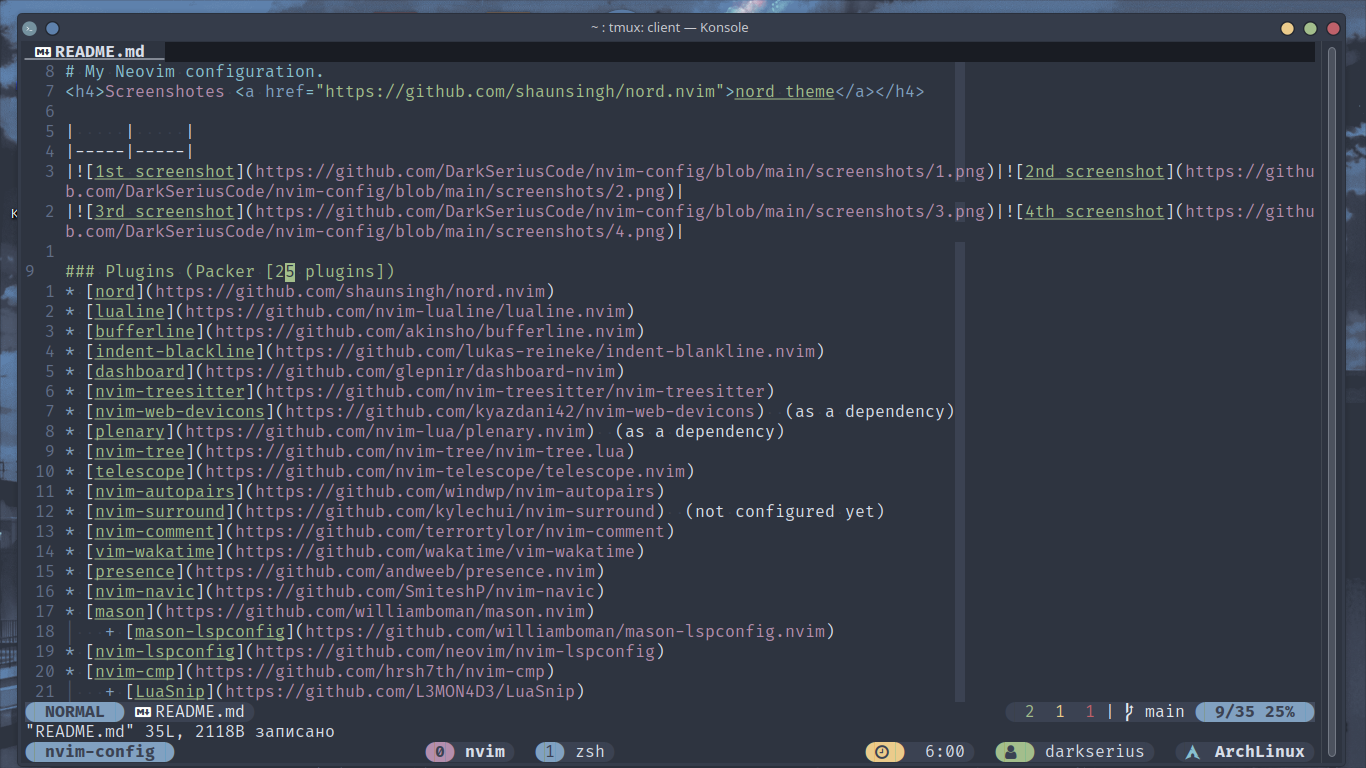 ~ : tmux: client — Konsole
README.md
8 # My Neovim configuration.
7 <h4>Screenshotes <a href="https://github.com/shaunsingh/nord.nvim">nord theme</a></h4>
6
5 |     |     |
4 |-----|-----|
3 |![1st screenshot](https://github.com/DarkSeriusCode/nvim-config/blob/main/screenshots/1.png)|![2nd screenshot](https://githu
b.com/DarkSeriusCode/nvim-config/blob/main/screenshots/2.png)|
2 |![3rd screenshot](https://github.com/DarkSeriusCode/nvim-config/blob/main/screenshots/3.png)|![4th screenshot](https://githu
b.com/DarkSeriusCode/nvim-config/blob/main/screenshots/4.png)|
1
9 ### Plugins (Packer [25 plugins])
1 * [nord](https://github.com/shaunsingh/nord.nvim)
2 * [lualine](https://github.com/nvim-lualine/lualine.nvim)
3 * [bufferline](https://github.com/akinsho/bufferline.nvim)
4 * [indent-blackline](https://github.com/lukas-reineke/indent-blankline.nvim)
5 * [dashboard](https://github.com/glepnir/dashboard-nvim)
6 * [nvim-treesitter](https://github.com/nvim-treesitter/nvim-treesitter)
7 * [nvim-web-devicons](https://github.com/kyazdani42/nvim-web-devicons)  (as a dependency)
8 * [plenary](https://github.com/nvim-lua/plenary.nvim)  (as a dependency)
9 * [nvim-tree](https://github.com/nvim-tree/nvim-tree.lua)
10 * [telescope](https://github.com/nvim-telescope/telescope.nvim)
11 * [nvim-autopairs](https://github.com/windwp/nvim-autopairs)
12 * [nvim-surround](https://github.com/kylechui/nvim-surround)  (not configured yet)
13 * [nvim-comment](https://github.com/terrortylor/nvim-comment)
14 * [vim-wakatime](https://github.com/wakatime/vim-wakatime)
15 * [presence](https://github.com/andweeb/presence.nvim)
16 * [nvim-navic](https://github.com/SmiteshP/nvim-navic)
17 * [mason](https://github.com/williamboman/mason.nvim)
18     + [mason-lspconfig](https://github.com/williamboman/mason-lspconfig.nvim)
19 * [nvim-lspconfig](https://github.com/neovim/nvim-lspconfig)
20 * [nvim-cmp](https://github.com/hrsh7th/nvim-cmp)
21     + [LuaSnip](https://github.com/L3MON4D3/LuaSnip)
NORMAL README.md 2 1 1 | main 9/35 25%
"README.md" 35L, 2118B записано
nvim-config 0 nvim 1 zsh 6:00 darkserius ArchLinux